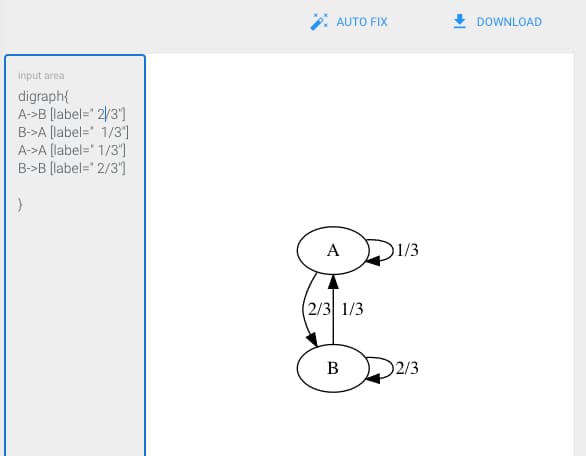 AUTO FIX
DOWNLOAD
input area
digraph{
A->B [label=" 2/3"]
B->A [label="  1/3"]
A->A [label=" 1/3"]
B->B [label=" 2/3"]
}
A
1/3
2/3
1/3
B
2/3